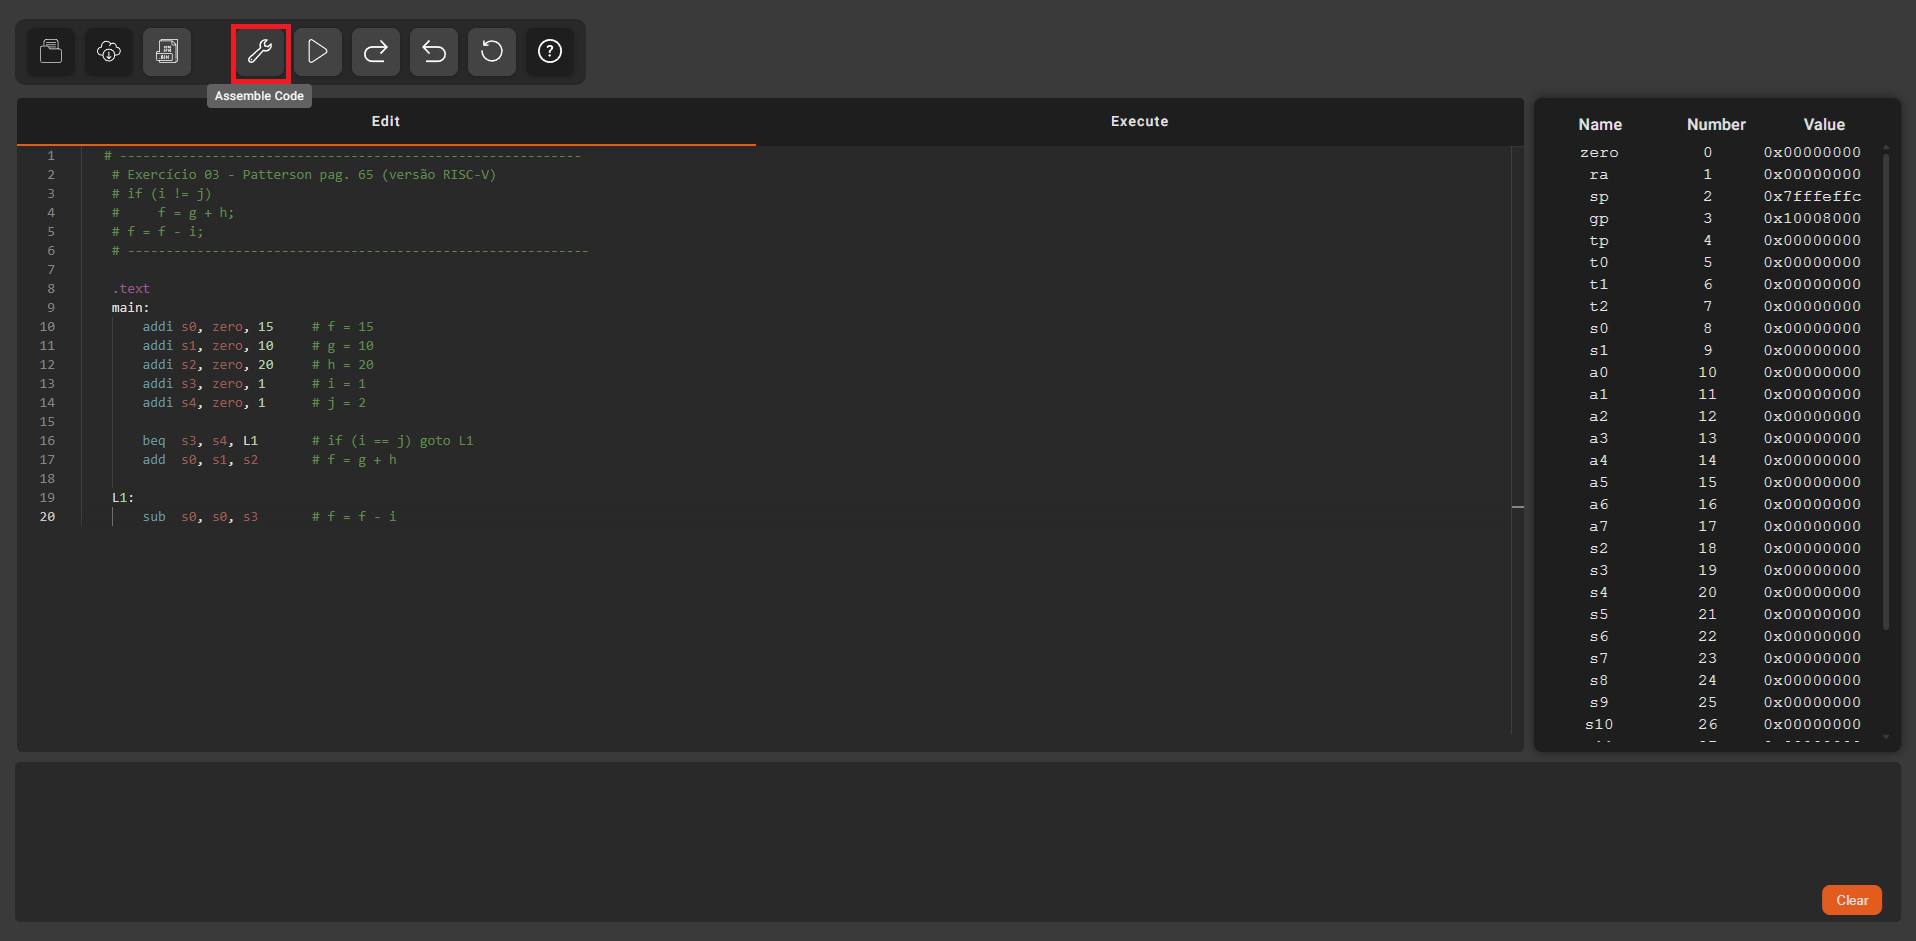 Assemble Code
Edit
Execute
1 # ------------------------------------------------------------
2 # Exercício 03 - Patterson pag. 65 (versão RISC-V)
3 # if (i != j)
4 #     f = g + h;
5 # f = f - i;
6 # ------------------------------------------------------------
7
8 .text
9 main:
10     addi s0, zero, 15     # f = 15
11     addi s1, zero, 10     # g = 10
12     addi s2, zero, 20     # h = 20
13     addi s3, zero, 1      # i = 1
14     addi s4, zero, 1      # j = 2
15
16     beq  s3, s4, L1       # if (i == j) goto L1
17     add  s0, s1, s2       # f = g + h
18
19 L1:
20     sub  s0, s0, s3       # f = f - i
Name Number Value
zero 0 0x00000000
ra 1 0x00000000
sp 2 0x7fffeffc
gp 3 0x10008000
tp 4 0x00000000
t0 5 0x00000000
t1 6 0x00000000
t2 7 0x00000000
s0 8 0x00000000
s1 9 0x00000000
a0 10 0x00000000
a1 11 0x00000000
a2 12 0x00000000
a3 13 0x00000000
a4 14 0x00000000
a5 15 0x00000000
a6 16 0x00000000
a7 17 0x00000000
s2 18 0x00000000
s3 19 0x00000000
s4 20 0x00000000
s5 21 0x00000000
s6 22 0x00000000
s7 23 0x00000000
s8 24 0x00000000
s9 25 0x00000000
s10 26 0x00000000
Clear